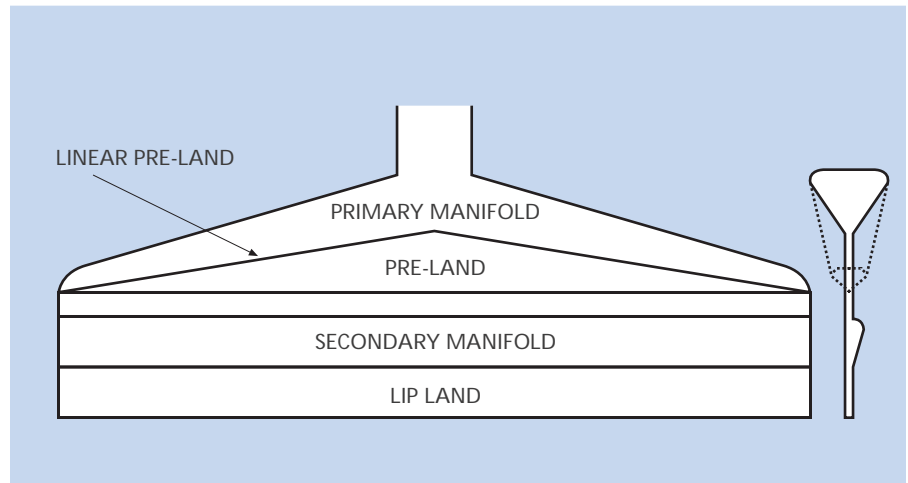 LINEAR PRE-LAND
PRIMARY MANIFOLD
PRE-LAND
SECONDARY MANIFOLD
LIP LAND